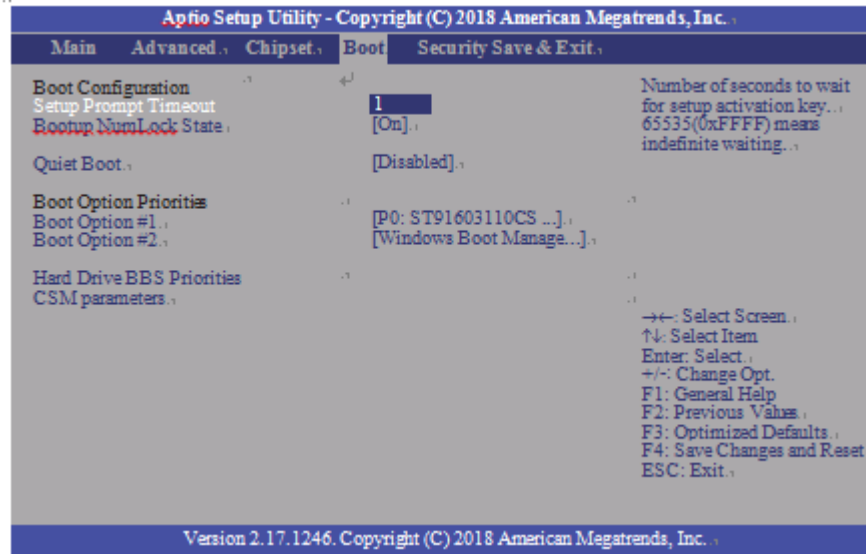 Aptio Setup Utility - Copyright (C) 2018 American Megatrends, Inc.
Main Advanced Chipset Boot Security Save & Exit
Boot Configuration
Setup Prompt Timeout 1
Bootup NumLock State [On]
Quiet Boot [Disabled]
Boot Option Priorities
Boot Option #1 [P0: ST91603110CS ...]
Boot Option #2 [Windows Boot Manage...]
Hard Drive BBS Priorities
CSM parameters
Number of seconds to wait
for setup activation key.
65535(0xFFFF) means
indefinite waiting.
→←: Select Screen
↑↓: Select Item
Enter: Select
+/-: Change Opt.
F1: General Help
F2: Previous Values
F3: Optimized Defaults
F4: Save Changes and Reset
ESC: Exit
Version 2.17.1246. Copyright (C) 2018 American Megatrends, Inc.